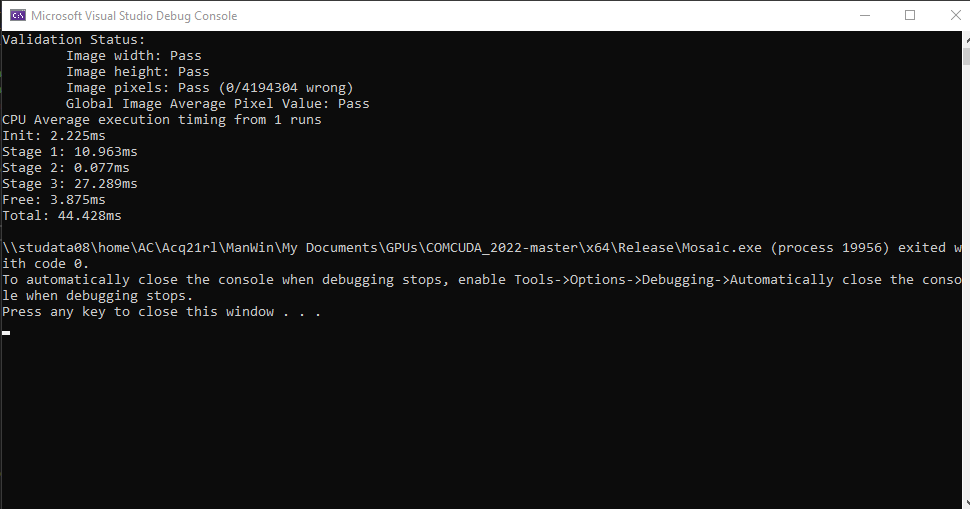 Microsoft Visual Studio Debug Console
Validation Status:
        Image width: Pass
        Image height: Pass
        Image pixels: Pass (0/4194304 wrong)
        Global Image Average Pixel Value: Pass
CPU Average execution timing from 1 runs
Init: 2.225ms
Stage 1: 10.963ms
Stage 2: 0.077ms
Stage 3: 27.289ms
Free: 3.875ms
Total: 44.428ms

\\studata08\home\AC\Acq21rl\ManWin\My Documents\GPUs\COMCUDA_2022-master\x64\Release\Mosaic.exe (process 19956) exited w
ith code 0.
To automatically close the console when debugging stops, enable Tools->Options->Debugging->Automatically close the conso
le when debugging stops.
Press any key to close this window . . .